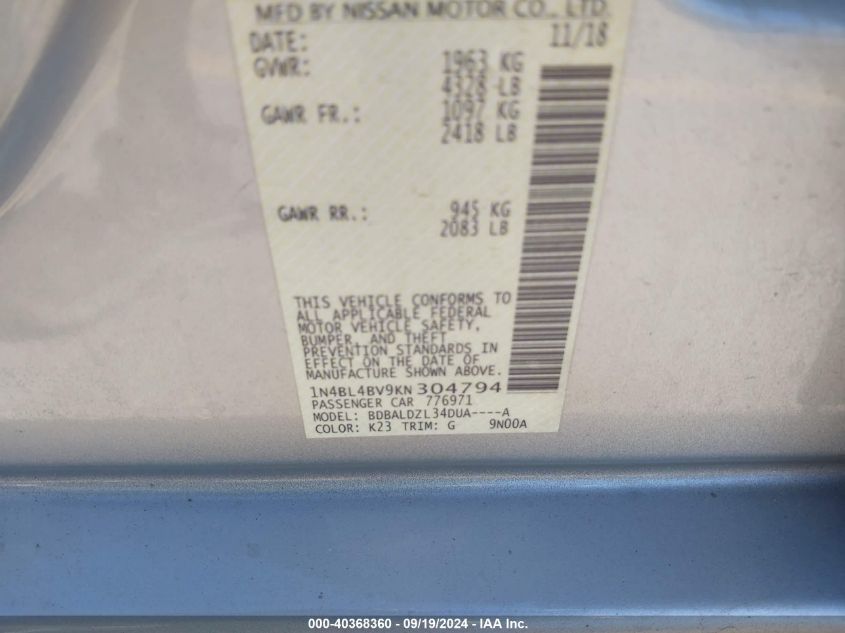 MFD BY NISSAN MOTOR CO., LTD.
DATE: 11/18
GVWR: 1963 KG
4328 LB
GAWR FR.: 1097 KG
2418 LB
GAWR RR.: 945 KG
2083 LB
THIS VEHICLE CONFORMS TO
ALL APPLICABLE FEDERAL
MOTOR VEHICLE SAFETY,
BUMPER, AND THEFT
PREVENTION STANDARDS IN
EFFECT ON THE DATE OF
MANUFACTURE SHOWN ABOVE.
1N4BL4BV9KN304794
PASSENGER CAR 776971
MODEL: BDBALDZL34DUA----A
COLOR: K23 TRIM: G 9N00A
000-40368360 - 09/19/2024 - IAA Inc.